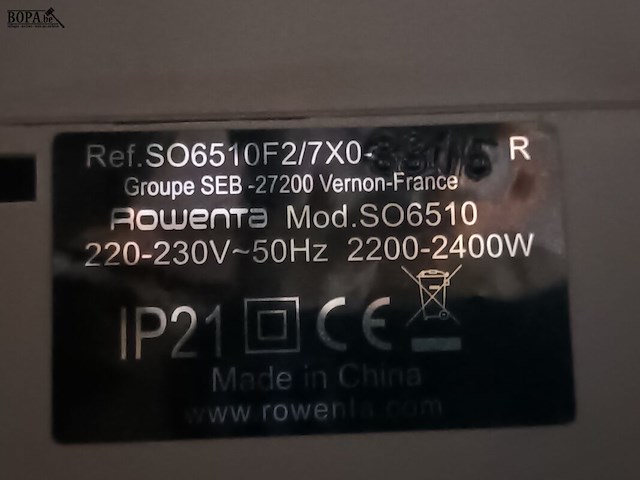 BOPA.be
Ref.SO6510F2/7X0- R
Groupe SEB -27200 Vernon-France
ROWENTA Mod.SO6510
220-230V~50Hz 2200-2400W
IP21 CE
Made in China
www.rowenta.com